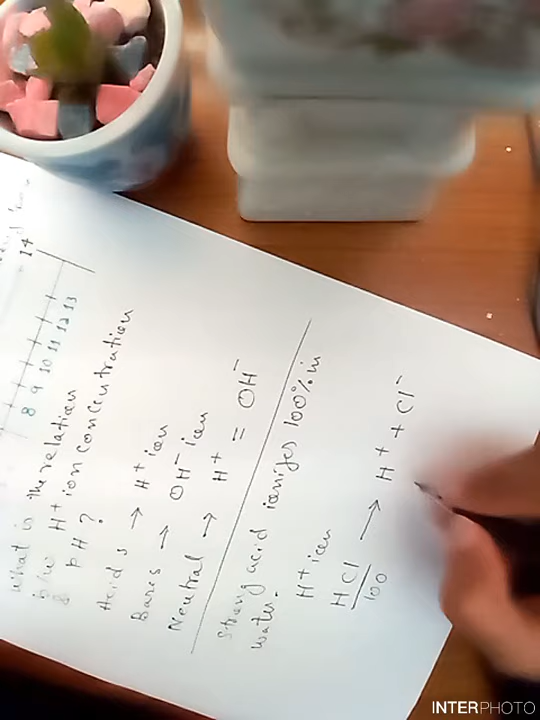 14
8 9 10 11 12 13
What is the relation
b/w H+ ion concentration
& pH?
Acids → H+ ion
Bases → OH- ion
Neutral → H+ = OH-
Strong acid ionizes 100% in
water.
H+ ion
HCl → H+ + Cl-
100
INTERPHOTO